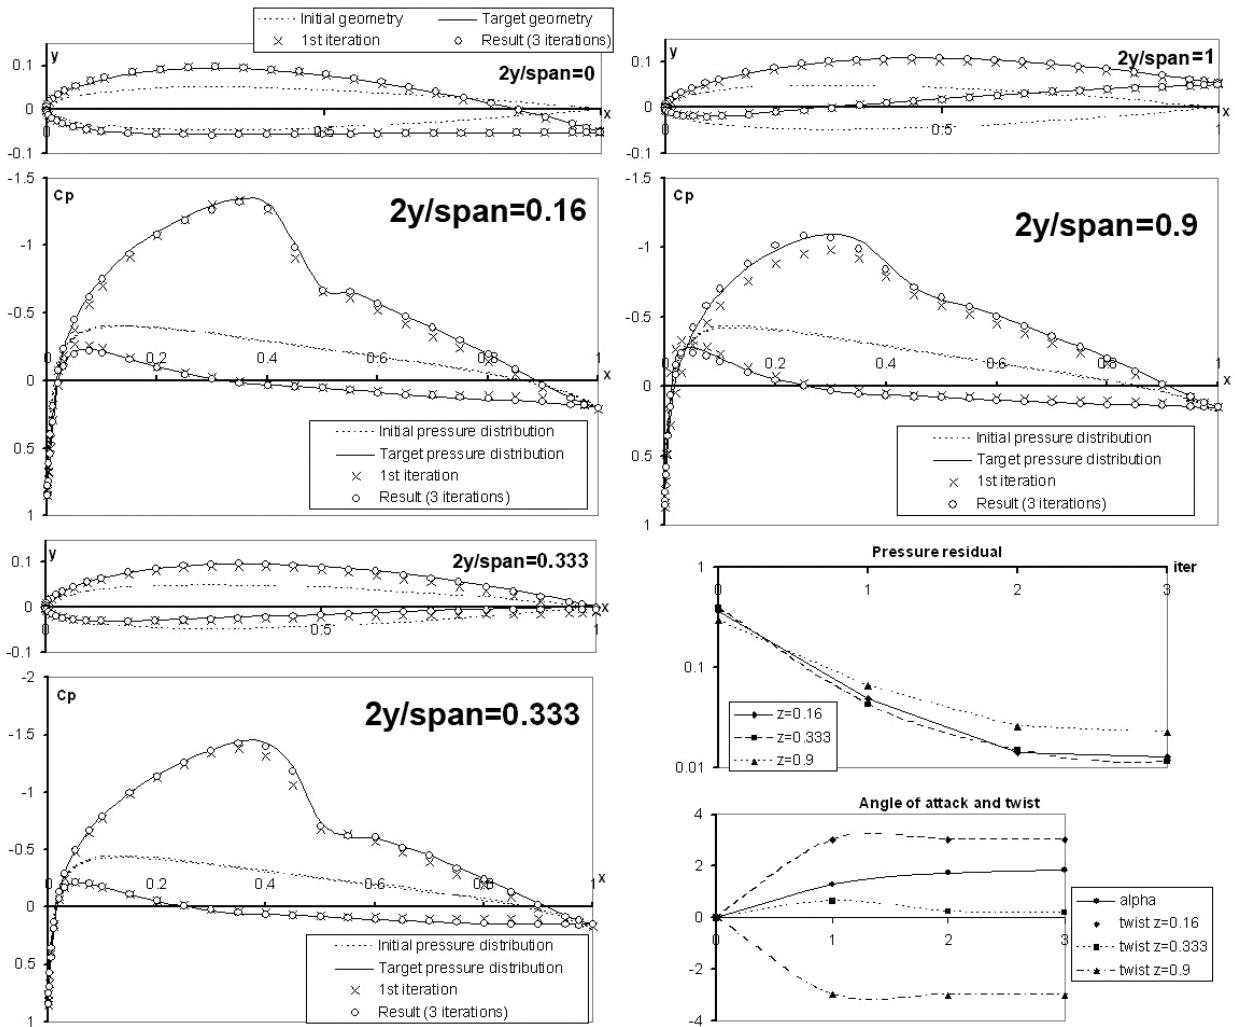 Initial geometry
Target geometry
1st iteration
Result (3 iterations)
y
2y/span=0
0.1
0
-0.1
0.5
1
x
y
2y/span=1
0.1
0
-0.1
0
0.5
1
x
-1.5
Cp
2y/span=0.16
-1
-0.5
0
0.5
1
0
0.2
0.4
0.6
0.8
1
x
Initial pressure distribution
Target pressure distribution
1st iteration
Result (3 iterations)
-1.5
Cp
2y/span=0.9
-1
-0.5
0
0.5
1
0
0.2
0.4
0.6
0.8
1
x
Initial pressure distribution
Target pressure distribution
1st iteration
Result (3 iterations)
y
2y/span=0.333
0.1
0
-0.1
0
0.5
1
x
-2
Cp
2y/span=0.333
-1.5
-1
-0.5
0
0.5
1
0
0.2
0.4
0.6
0.8
1
x
Initial pressure distribution
Target pressure distribution
1st iteration
Result (3 iterations)
Pressure residual
1
0.1
0.01
0
1
2
3
iter
z=0.16
z=0.333
z=0.9
Angle of attack and twist
4
2
0
-2
-4
0
1
2
3
alpha
twist z=0.16
twist z=0.333
twist z=0.9